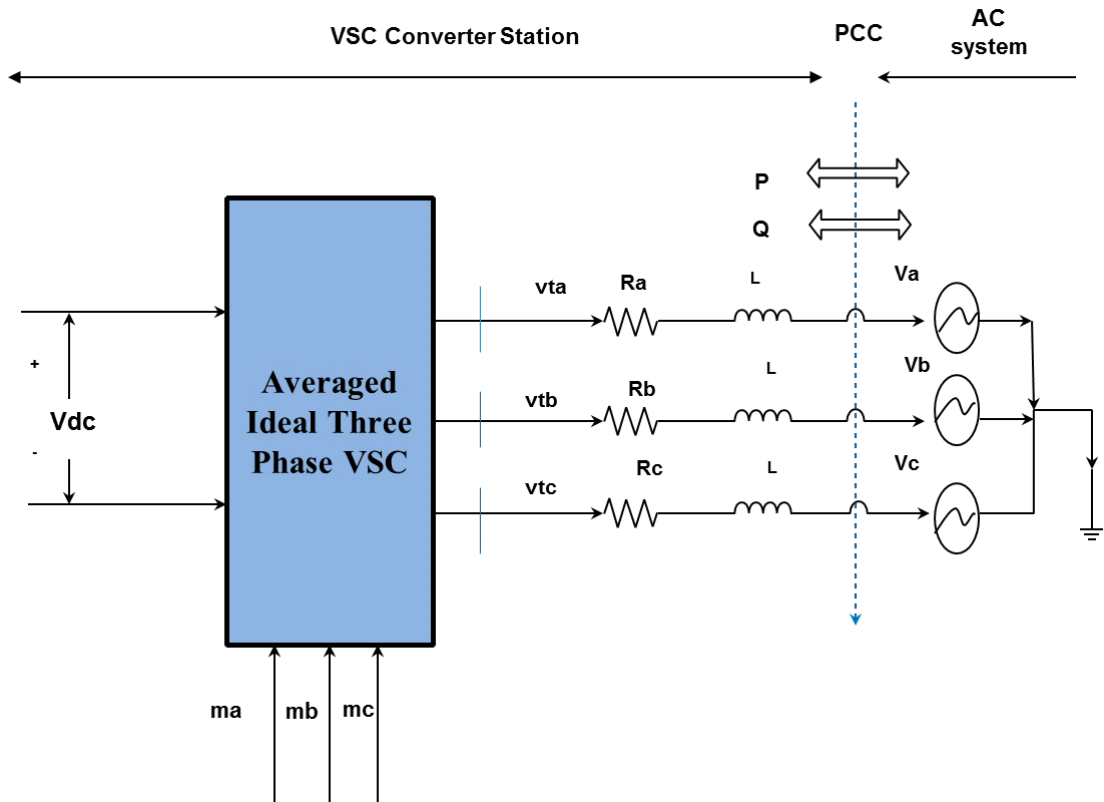 VSC Converter Station
PCC
AC
system
P
Q
vta
Ra
L
Va
+
Vdc
-
Averaged
Ideal Three
Phase VSC
vtb
Rb
L
Vb
vtc
Rc
L
Vc
ma
mb
mc